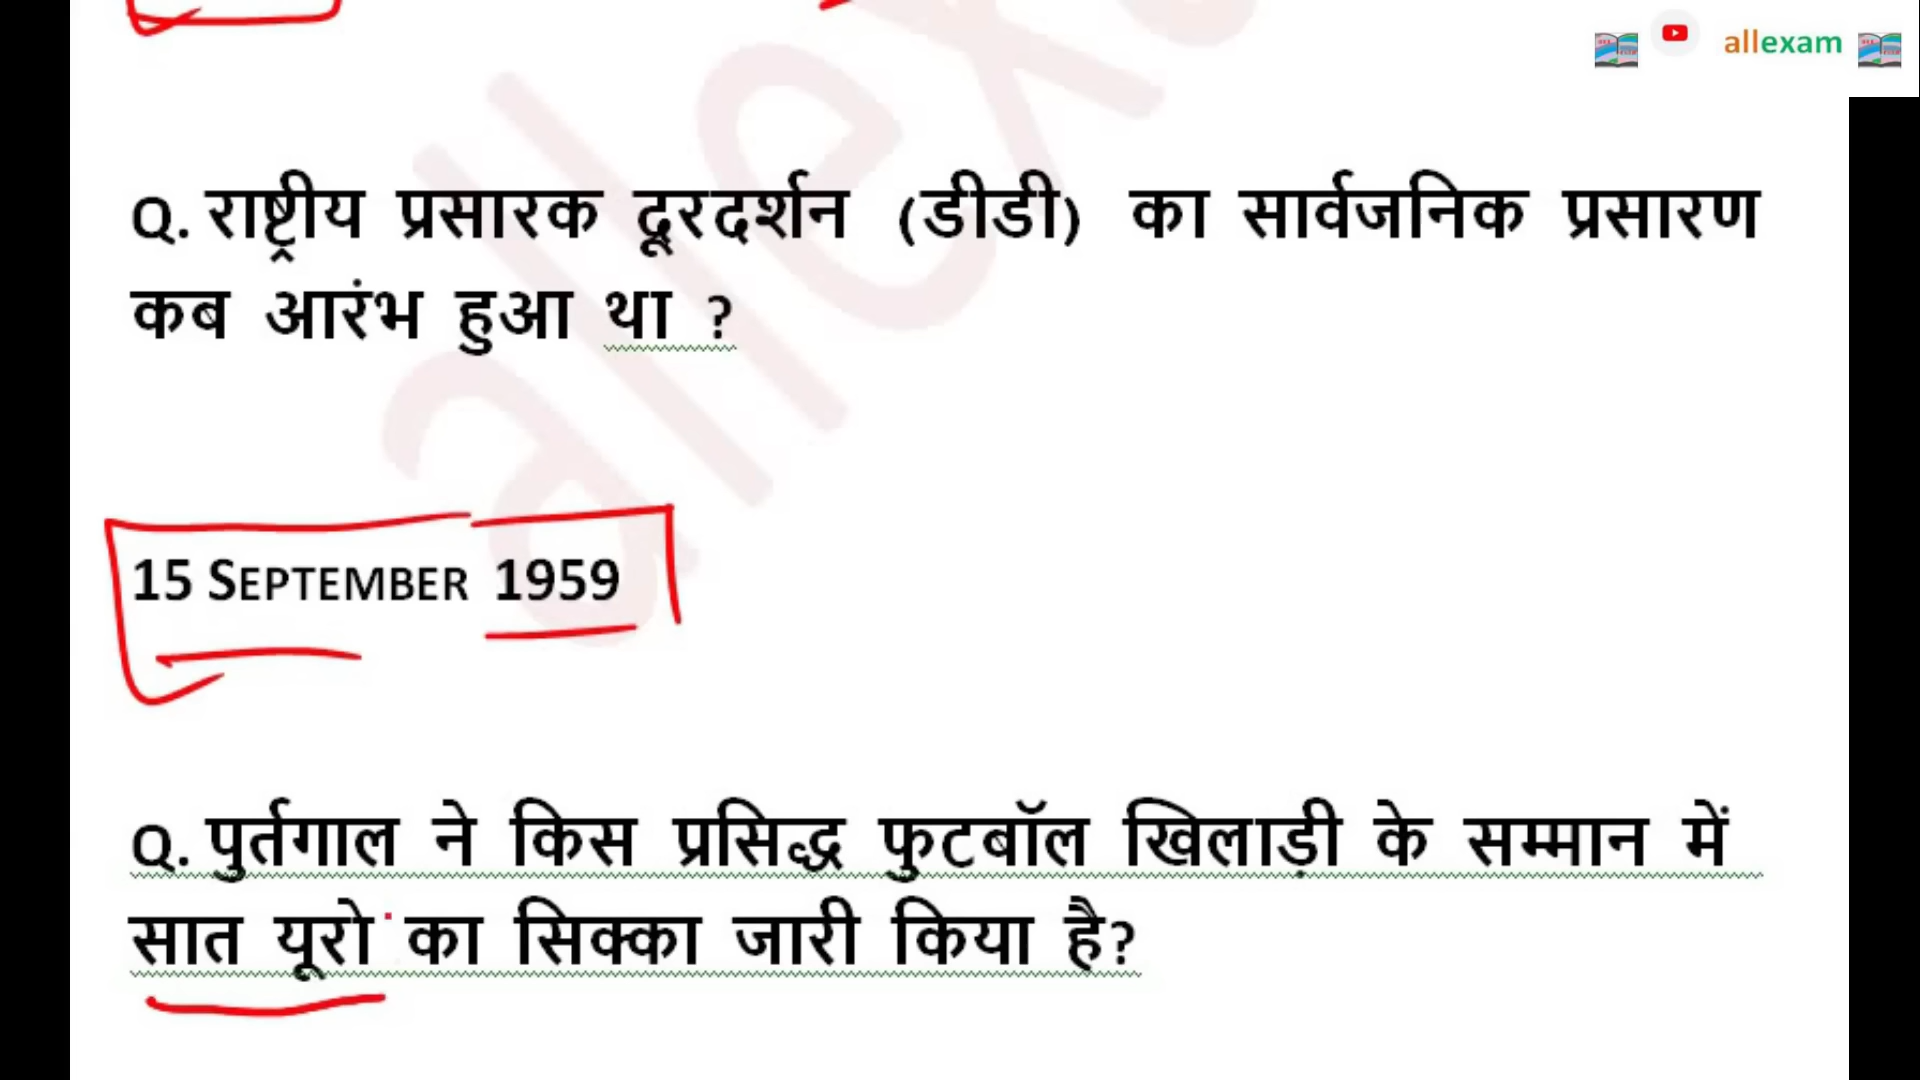 allexam
Q. राष्ट्रीय प्रसारक दूरदर्शन (डीडी) का सार्वजनिक प्रसारण
कब आरंभ हुआ था ?
15 SEPTEMBER 1959
Q. पुर्तगाल ने किस प्रसिद्ध फुटबॉल खिलाड़ी के सम्मान में
सात यूरो का सिक्का जारी किया है?